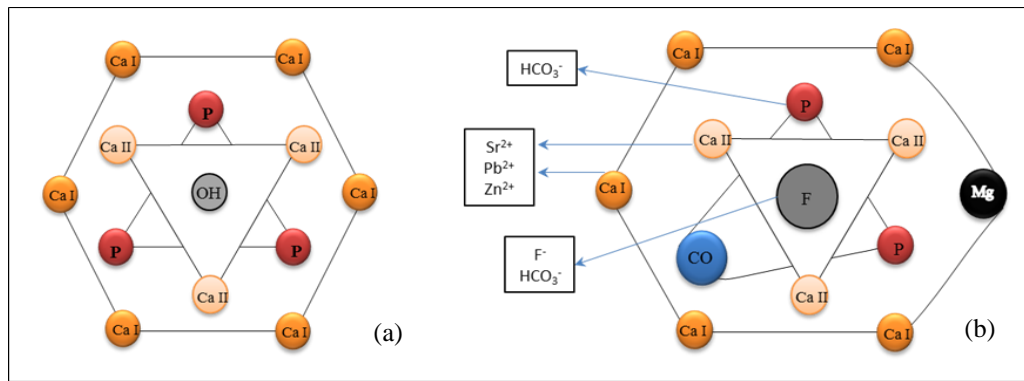 Ca I
Ca I
P
Ca II
Ca II
OH
Ca I
Ca I
P
P
Ca II
Ca I
Ca I
(a)
Ca I
Ca I
HCO₃⁻
P
Ca II
Ca II
Sr²⁺
Pb²⁺
Zn²⁺
Ca I
F
Mg
F⁻
HCO₃⁻
CO
P
Ca II
Ca I
Ca I
(b)